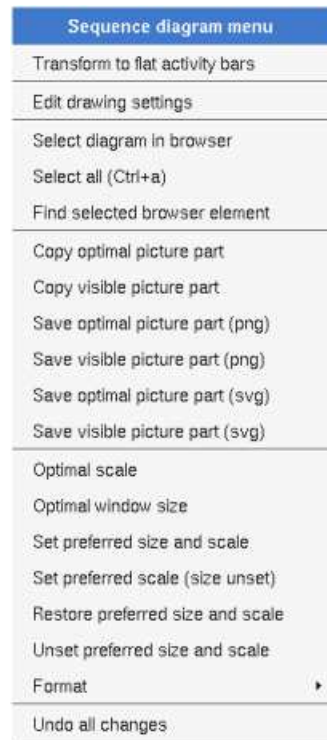 Sequence diagram menu
Transform to flat activity bars
Edit drawing settings
Select diagram in browser
Select all (Ctrl+a)
Find selected browser element
Copy optimal picture part
Copy visible picture part
Save optimal picture part (png)
Save visible picture part (png)
Save optimal picture part (svg)
Save visible picture part (svg)
Optimal scale
Optimal window size
Set preferred size and scale
Set preferred scale (size unset)
Restore preferred size and scale
Unset preferred size and scale
Format
Undo all changes